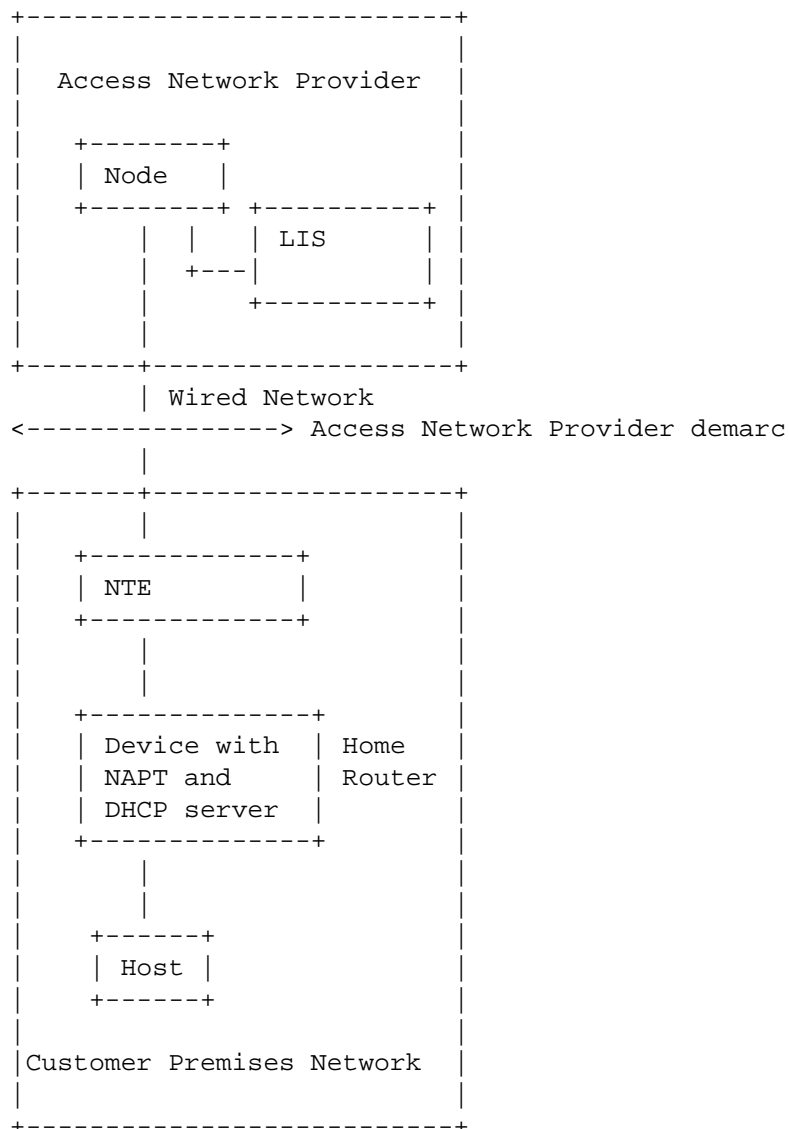 Access Network Provider
Node
LIS
Wired Network
Access Network Provider demarc
NTE
Device with Home
NAPT and Router
DHCP server
Host
Customer Premises Network